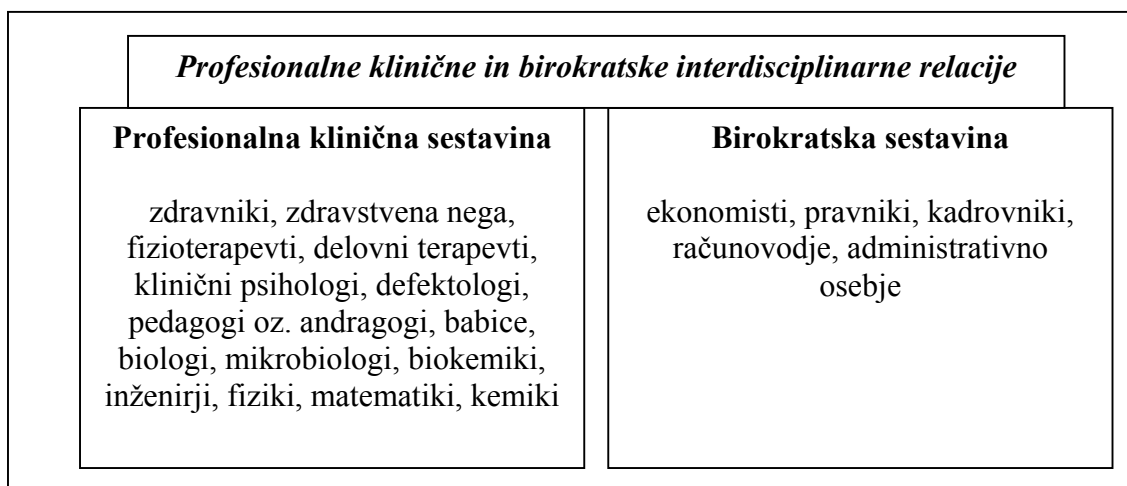 Profesionalne klinične in birokratske interdisciplinarne relacije
Profesionalna klinična sestavina
zdravniki, zdravstvena nega,
fizioterapevti, delovni terapevti,
klinični psihologi, defektologi,
pedagogi oz. andragogi, babice,
biologi, mikrobiologi, biokemiki,
inženirji, fiziki, matematiki, kemiki
Birokratska sestavina
ekonomisti, pravniki, kadrovniki,
računovodje, administrativno
osebje